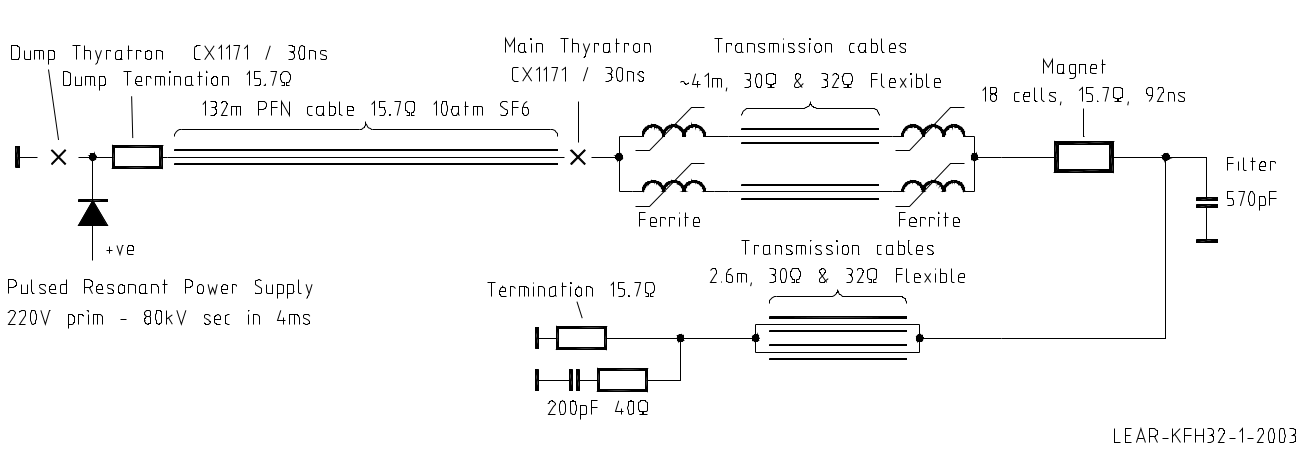 Dump Thyratron CX1171 / 30ns
Dump Termination 15.7Ω
132m PFN cable 15.7Ω 10atm SF6
Main Thyratron
CX1171 / 30ns
Transmission cables
~41m, 30Ω & 32Ω Flexible
Magnet
18 cells, 15.7Ω, 92ns
Filter
570pF
Ferrite
Ferrite
+ve
Pulsed Resonant Power Supply
220V prim - 80kV sec in 4ms
Transmission cables
2.6m, 30Ω & 32Ω Flexible
Termination 15.7Ω
200pF 40Ω
LEAR-KFH32-1-2003